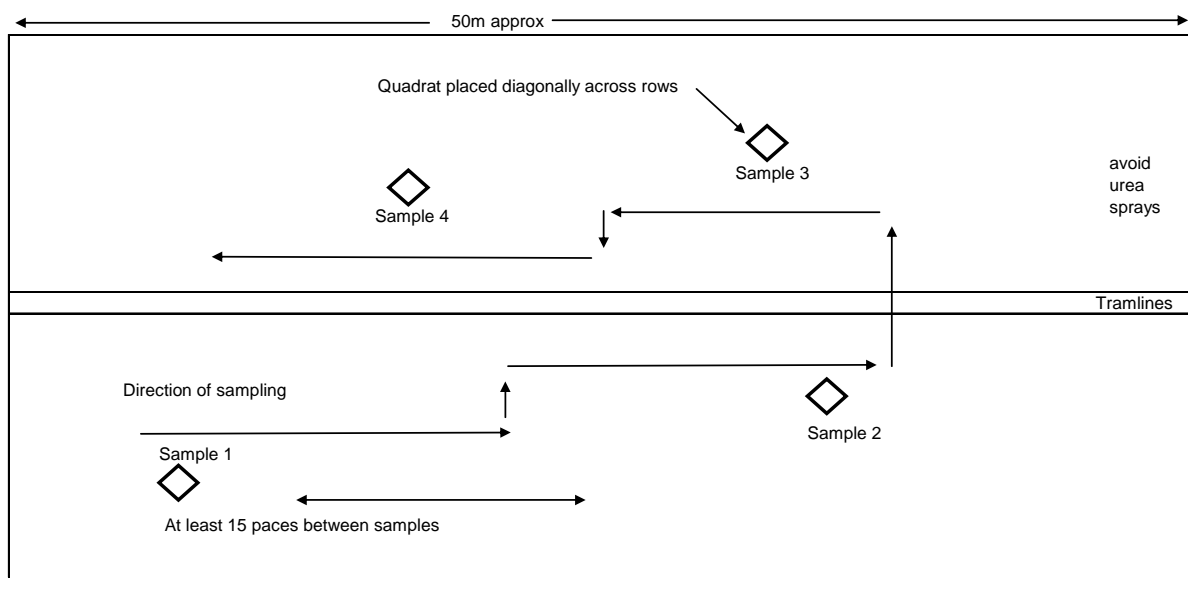 50m approx
Quadrat placed diagonally across rows
Sample 3
avoid
urea
sprays
Sample 4
Tramlines
Direction of sampling
Sample 2
Sample 1
At least 15 paces between samples